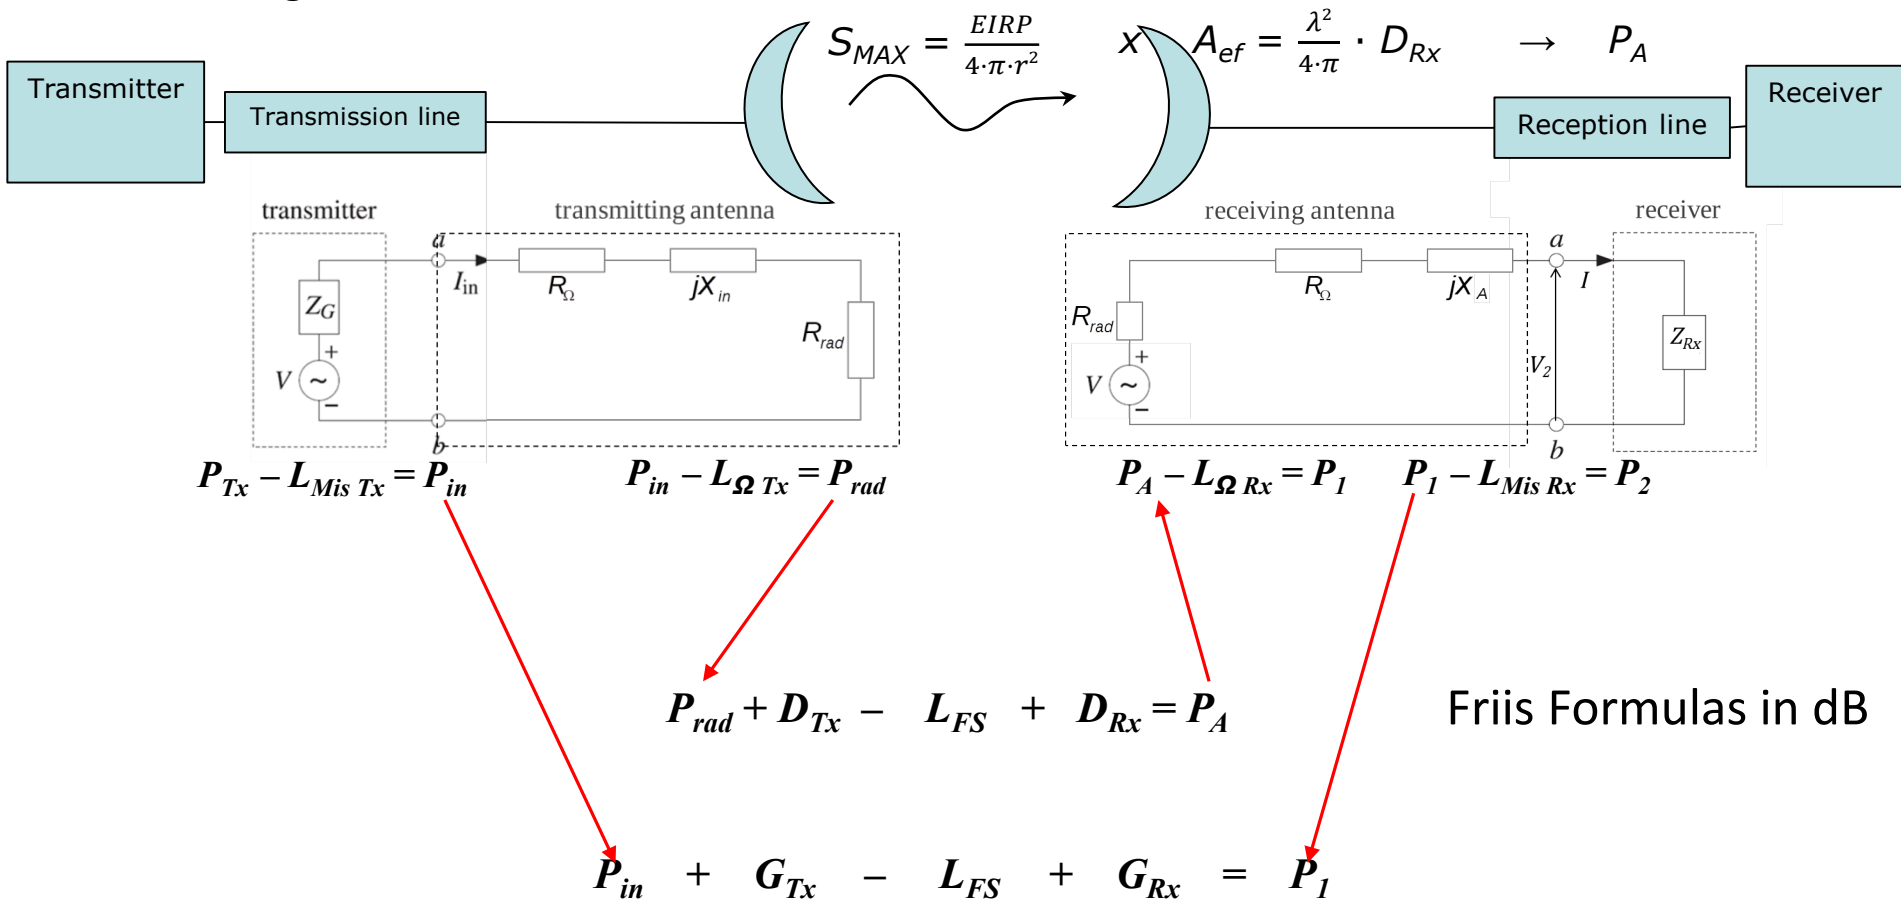 S_MAX = EIRP / 4·π·r² x A_ef = λ² / 4·π · D_Rx → P_A
Transmitter
Transmission line
Reception line
Receiver
transmitter
transmitting antenna
receiving antenna
receiver
a
I_in
R_Ω
jX_in
Z_G
+
V
~
−
R_rad
b
R_Ω
jX_A
a
I
R_rad
+
V
~
−
V_2
Z_Rx
b
P_Tx – L_Mis Tx = P_in
P_in – L_Ω Tx = P_rad
P_A – L_Ω Rx = P_1
P_1 – L_Mis Rx = P_2
P_rad + D_Tx – L_FS + D_Rx = P_A
Friis Formulas in dB
P_in + G_Tx – L_FS + G_Rx = P_1